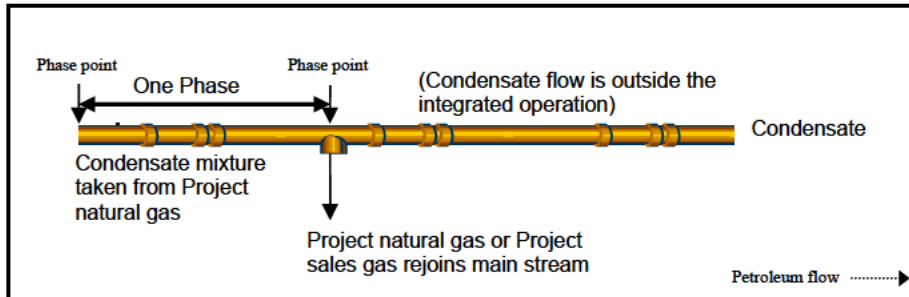 Phase point
Phase point
One Phase
(Condensate flow is outside the
integrated operation)
Condensate
Condensate mixture
taken from Project
natural gas
Project natural gas or Project
sales gas rejoins main stream
Petroleum flow